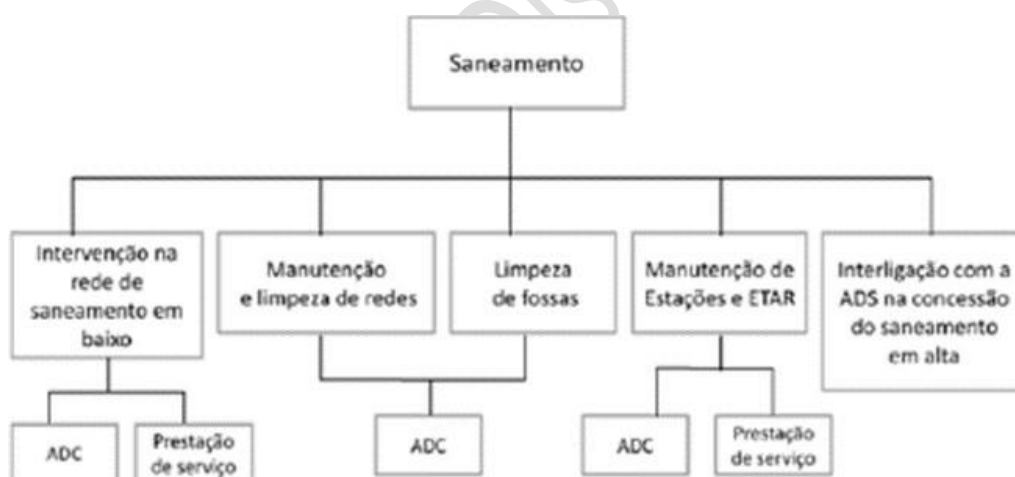 Saneamento
Intervenção na
rede de
saneamento em
baixo
Manutenção
e limpeza de redes
Limpeza
de fossas
Manutenção de
Estações e ETAR
Interligação com a
ADS na concessão
do saneamento
em alta
ADC
Prestação
de serviço
ADC
ADC
Prestação
de serviço